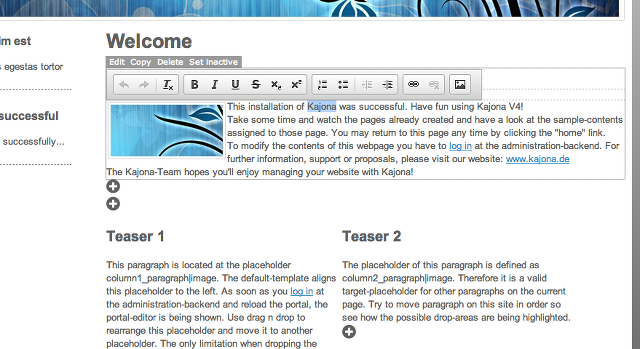 im est
s egestas tortor
successful
successfully...
Welcome
Edit Copy Delete Set Inactive
B I U S x₂ x²
This installation of Kajona was successful. Have fun using Kajona V4!
Take some time and watch the pages already created and have a look at the sample-contents
assigned to those page. You may return to this page any time by clicking the "home" link.
To modify the contents of this webpage you have to log in at the administration-backend. For
further information, support or proposals, please visit our website: www.kajona.de
The Kajona-Team hopes you'll enjoy managing your website with Kajona!
Teaser 1
This paragraph is located at the placeholder
column1_paragraph|image. The default-template aligns
this placeholder to the left. As soon as you log in at
the administration-backend and reload the portal, the
portal-editor is being shown. Use drag n drop to
rearrange this placeholder and move it to another
placeholder. The only limitation when dropping the
Teaser 2
The placeholder of this paragraph is defined as
column2_paragraph|image. Therefore it is a valid
target-placeholder for other paragraphs on the current
page. Try to move paragraph on this site in order so
see how the possible drop-areas are being highlighted.